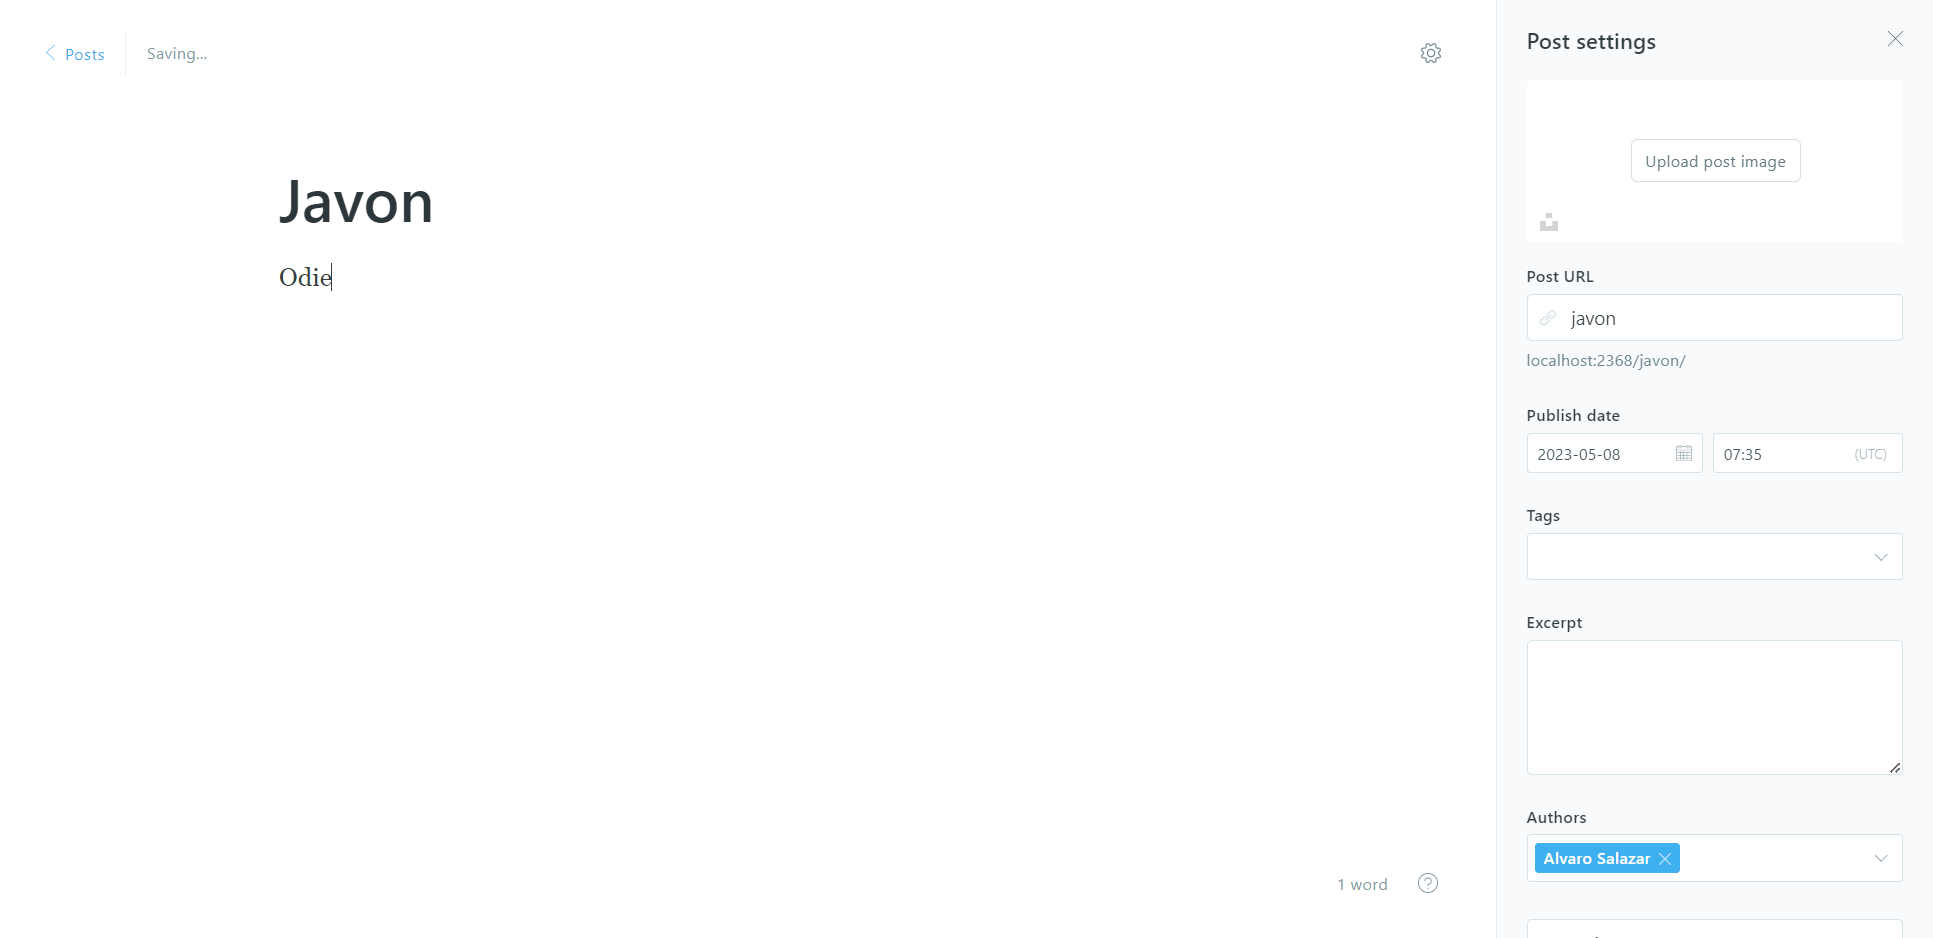 Posts
Saving...
Javon
Odie
1 word
Post settings
Upload post image
Post URL
javon
localhost:2368/javon/
Publish date
2023-05-08
07:35
(UTC)
Tags
Excerpt
Authors
Alvaro Salazar